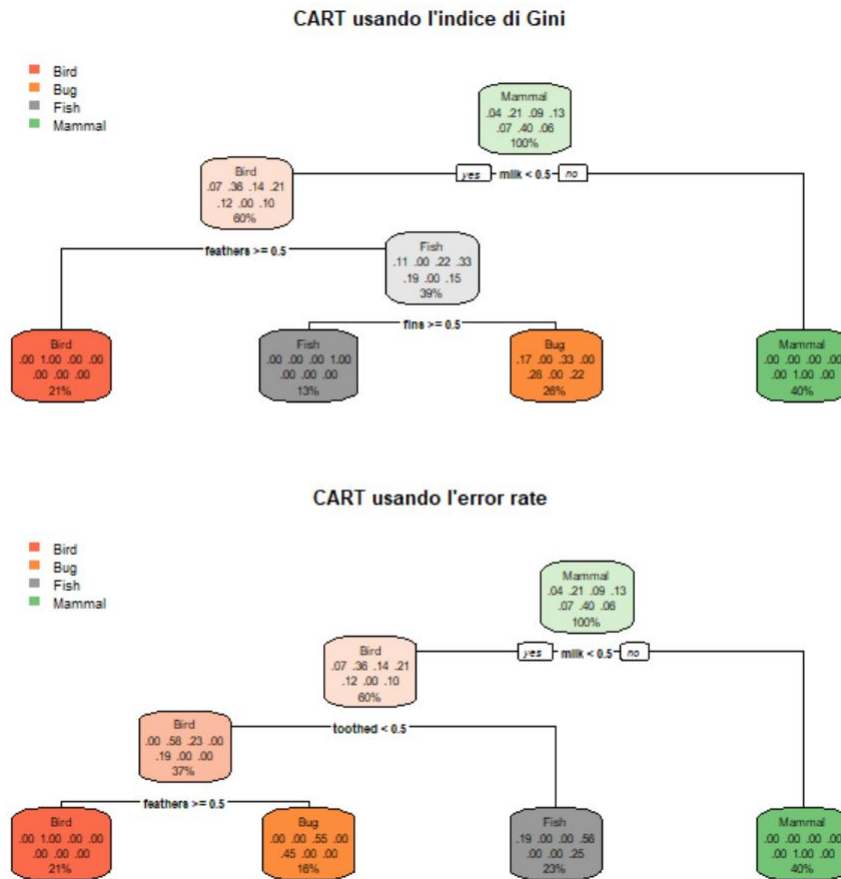 CART usando l'indice di Gini
Bird
Bug
Fish
Mammal
Mammal
.04 .21 .09 .13
.07 .40 .06
100%
yes milk < 0.5 no
Bird
.07 .36 .14 .21
.12 .00 .10
60%
feathers >= 0.5
Fish
.11 .00 .22 .33
.19 .00 .15
39%
fins >= 0.5
Bird
.00 1.00 .00 .00
.00 .00 .00
21%
Fish
.00 .00 .00 1.00
.00 .00 .00
13%
Bug
.17 .00 .33 .00
.28 .00 .22
26%
Mammal
.00 .00 .00 .00
.00 1.00 .00
40%
CART usando l'error rate
Bird
Bug
Fish
Mammal
Mammal
.04 .21 .09 .13
.07 .40 .06
100%
yes milk < 0.5 no
Bird
.07 .36 .14 .21
.12 .00 .10
60%
toothed < 0.5
Bird
.00 .58 .23 .00
.19 .00 .00
37%
feathers >= 0.5
Bird
.00 1.00 .00 .00
.00 .00 .00
21%
Bug
.00 .00 .55 .00
.45 .00 .00
16%
Fish
.19 .00 .00 .56
.00 .00 .25
23%
Mammal
.00 .00 .00 .00
.00 1.00 .00
40%